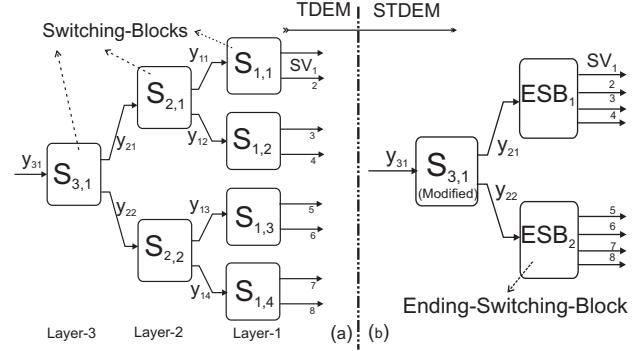 TDEM STDEM
Switching-Blocks
y11
S1,1
SV1
2
S2,1
y12
S1,2
3
4
y21
y31
S3,1
y22
y13
S1,3
5
6
S2,2
y14
S1,4
7
8
Layer-3 Layer-2 Layer-1 (a)
(b)
y31
S3,1
(Modified)
y21
y22
ESB1
SV1
2
3
4
ESB2
5
6
7
8
Ending-Switching-Block